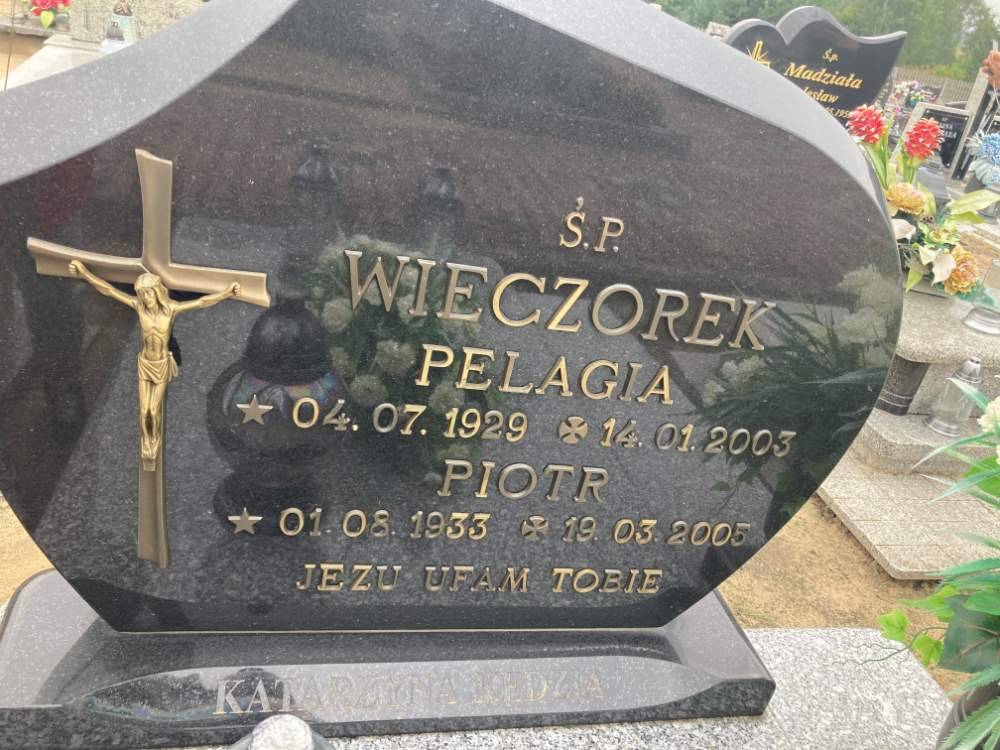 Ś.P.
WIECZOREK
PELAGIA
04. 07. 1929 14. 01. 2003
PIOTR
01. 08. 1933 19. 03. 2005
JEZU UFAM TOBIE
KATARZYNA KĘDZIA
Ś.p.
Madziała